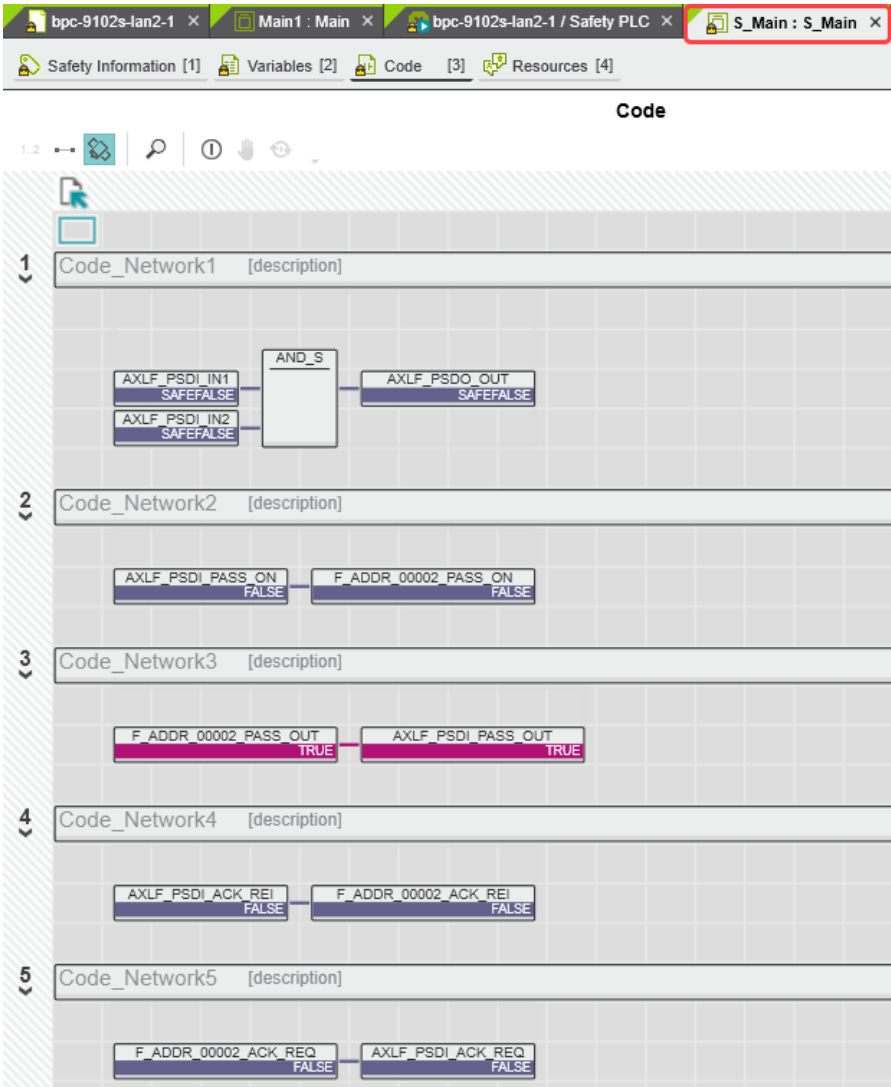 bpc-9102s-lan2-1 × Main1 : Main × bpc-9102s-lan2-1 / Safety PLC × S_Main : S_Main ×
Safety Information [1] Variables [2] Code [3] Resources [4]
Code
1..2
1 Code_Network1 [description]
AND_S
AXLF_PSDI_IN1 AXLF_PSDO_OUT
SAFEFALSE SAFEFALSE
AXLF_PSDI_IN2
SAFEFALSE
2 Code_Network2 [description]
AXLF_PSDI_PASS_ON F_ADDR_00002_PASS_ON
FALSE FALSE
3 Code_Network3 [description]
F_ADDR_00002_PASS_OUT AXLF_PSDI_PASS_OUT
TRUE TRUE
4 Code_Network4 [description]
AXLF_PSDI_ACK_REI F_ADDR_00002_ACK_REI
FALSE FALSE
5 Code_Network5 [description]
F_ADDR_00002_ACK_REQ AXLF_PSDI_ACK_REQ
FALSE FALSE